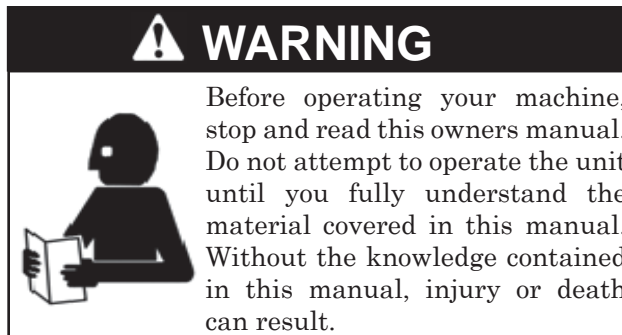 WARNING
Before operating your machine,
stop and read this owners manual.
Do not attempt to operate the unit
until you fully understand the
material covered in this manual.
Without the knowledge contained
in this manual, injury or death
can result.